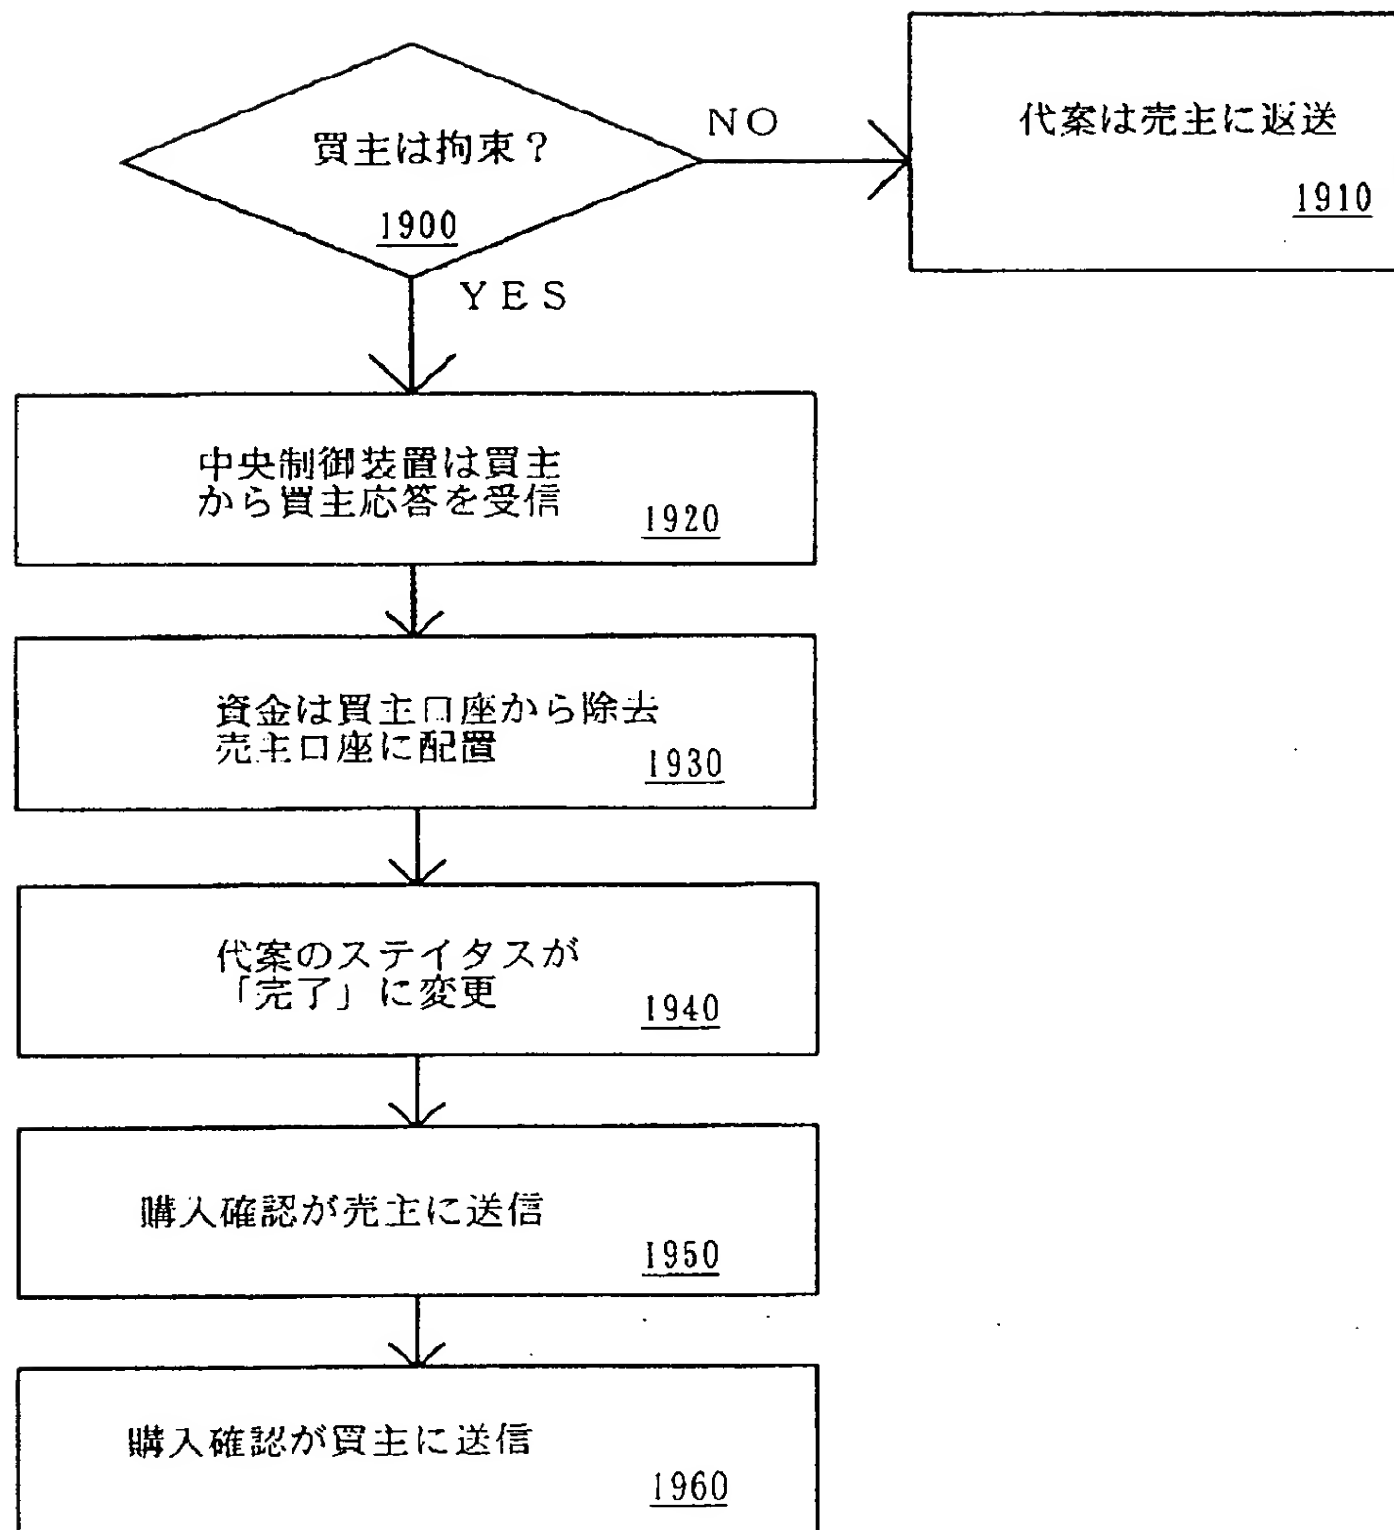 買主は拘束？
1900
NO
代案は売主に返送
1910
YES
中央制御装置は買主
から買主応答を受信
1920
資金は買主口座から除去
売主口座に配置
1930
代案のステイタスが
「完了」に変更
1940
購入確認が売主に送信
1950
購入確認が買主に送信
1960